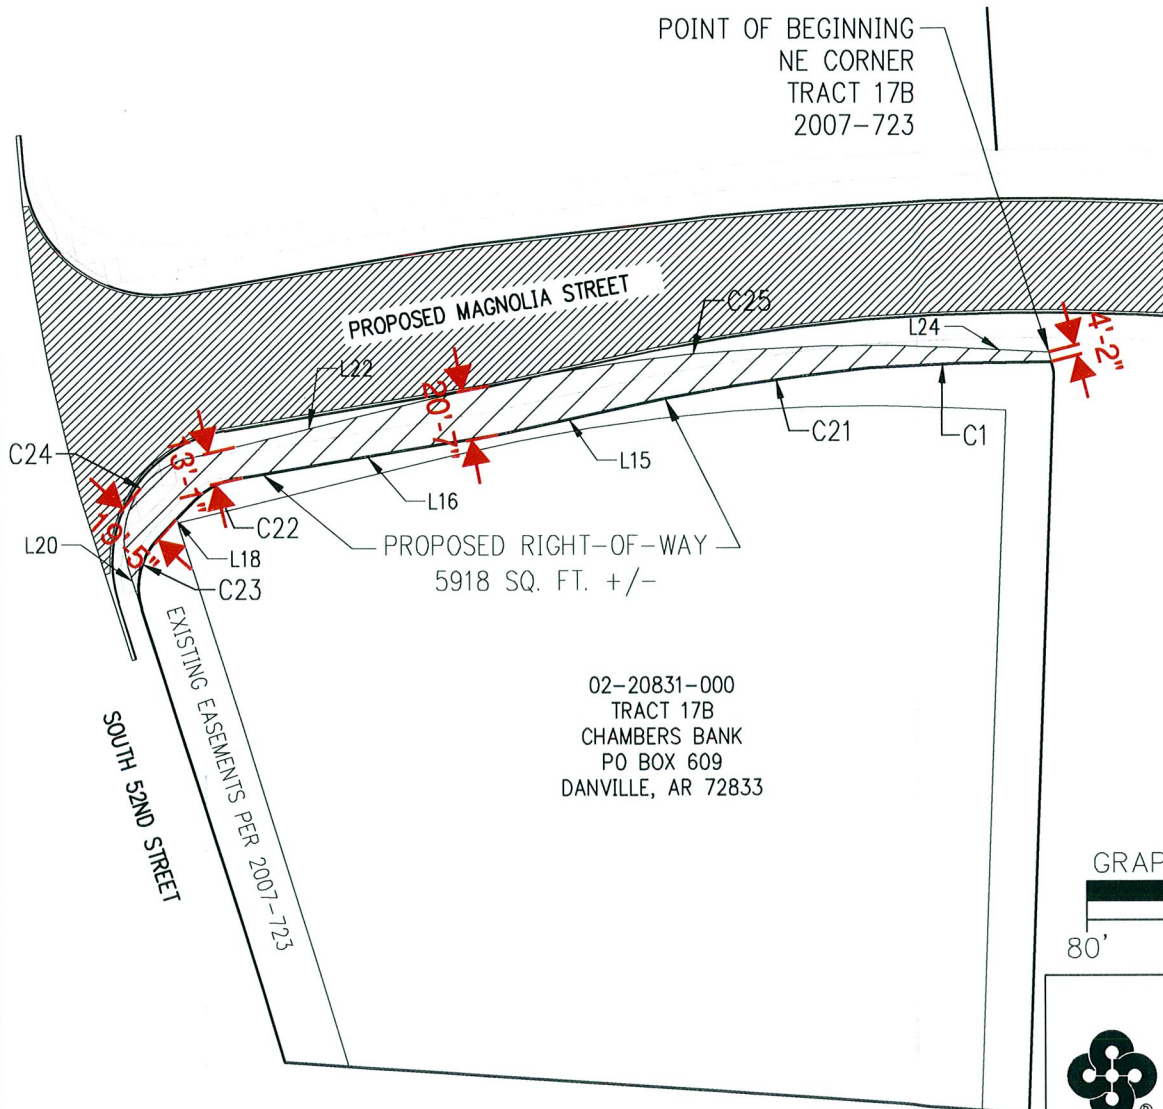 POINT OF BEGINNING
NE CORNER
TRACT 17B
2007-723
PROPOSED MAGNOLIA STREET
C25
L24
4'-2"
L22
20'-7"
C21
C1
C24
13'-1"
L15
L16
19'-5"
C22
L20
L18
C23
PROPOSED RIGHT-OF-WAY
5918 SQ. FT. +/-
EXISTING EASEMENTS PER 2007-723
02-20831-000
TRACT 17B
CHAMBERS BANK
PO BOX 609
DANVILLE, AR 72833
SOUTH 52ND STREET
GRAP
80'
®